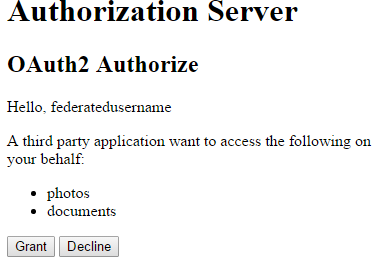 Authorization Server
OAuth2 Authorize
Hello, federatedusername
A third party application want to access the following on
your behalf:
photos
documents
Grant Decline